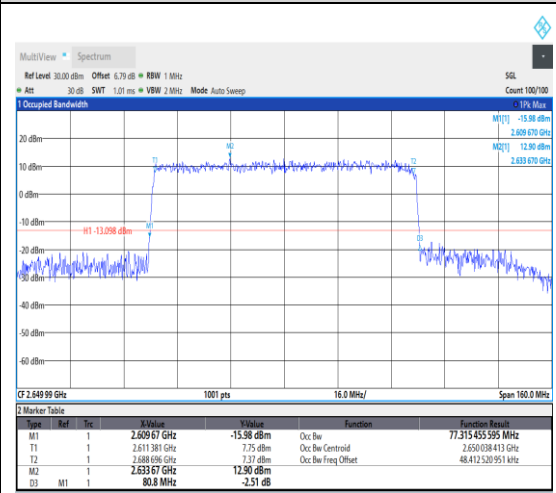 MultiView Spectrum
Ref Level 30.00 dBm Offset 6.79 dB RBW 1 MHz SGL
Att 30 dB SWT 1.01 ms VBW 2 MHz Mode Auto Sweep Count 100/100
1 Occupied Bandwidth 1Pk Max
M1[1] -15.98 dBm
2.609 670 GHz
M2[1] 12.90 dBm
2.633 670 GHz
20 dBm
M2
T1 T2
10 dBm
0 dBm
-10 dBm
M1
H1 -13.098 dBm
D3
-20 dBm
-30 dBm
-40 dBm
-50 dBm
-60 dBm
CF 2.649 99 GHz 1001 pts 16.0 MHz/ Span 160.0 MHz
2 Marker Table
Type Ref Trc X-Value Y-Value Function Function Result
M1 1 2.609 67 GHz -15.98 dBm Occ Bw 77.315 455 595 MHz
T1 1 2.611 381 GHz 7.75 dBm Occ Bw Centroid 2.650 038 413 GHz
T2 1 2.688 696 GHz 7.37 dBm Occ Bw Freq Offset 48.412 520 951 kHz
M2 1 2.633 67 GHz 12.90 dBm
D3 M1 1 80.8 MHz -2.51 dB